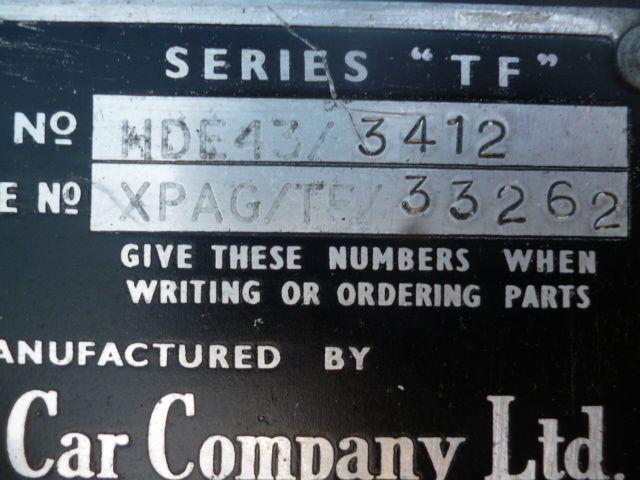 SERIES "TF"
Nº HDE43/3412
E Nº XPAG/TF/33262
GIVE THESE NUMBERS WHEN
WRITING OR ORDERING PARTS
ANUFACTURED BY
Car Company Ltd.